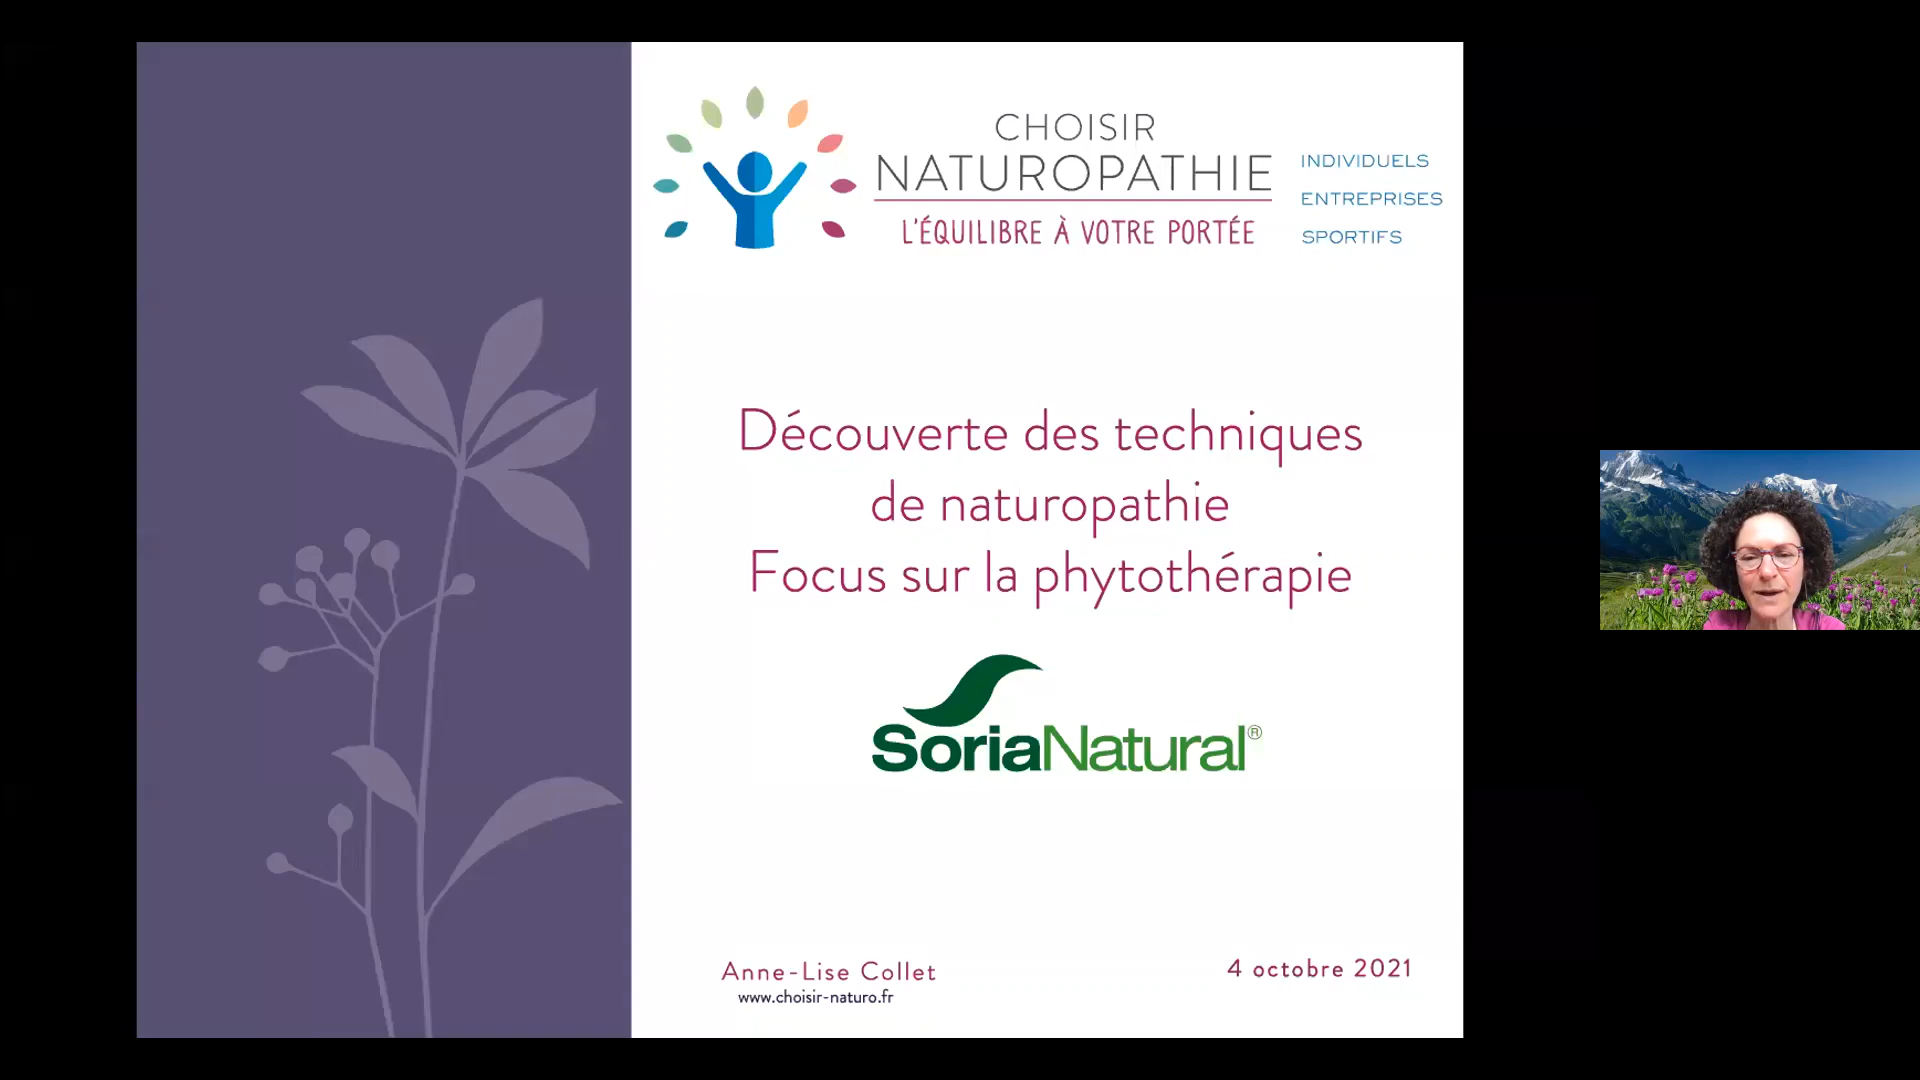 CHOISIR
NATUROPATHIE
L'ÉQUILIBRE À VOTRE PORTÉE
INDIVIDUELS
ENTREPRISES
SPORTIFS
Découverte des techniques
de naturopathie
Focus sur la phytothérapie
SoriaNatural®
Anne-Lise Collet
www.choisir-naturo.fr
4 octobre 2021